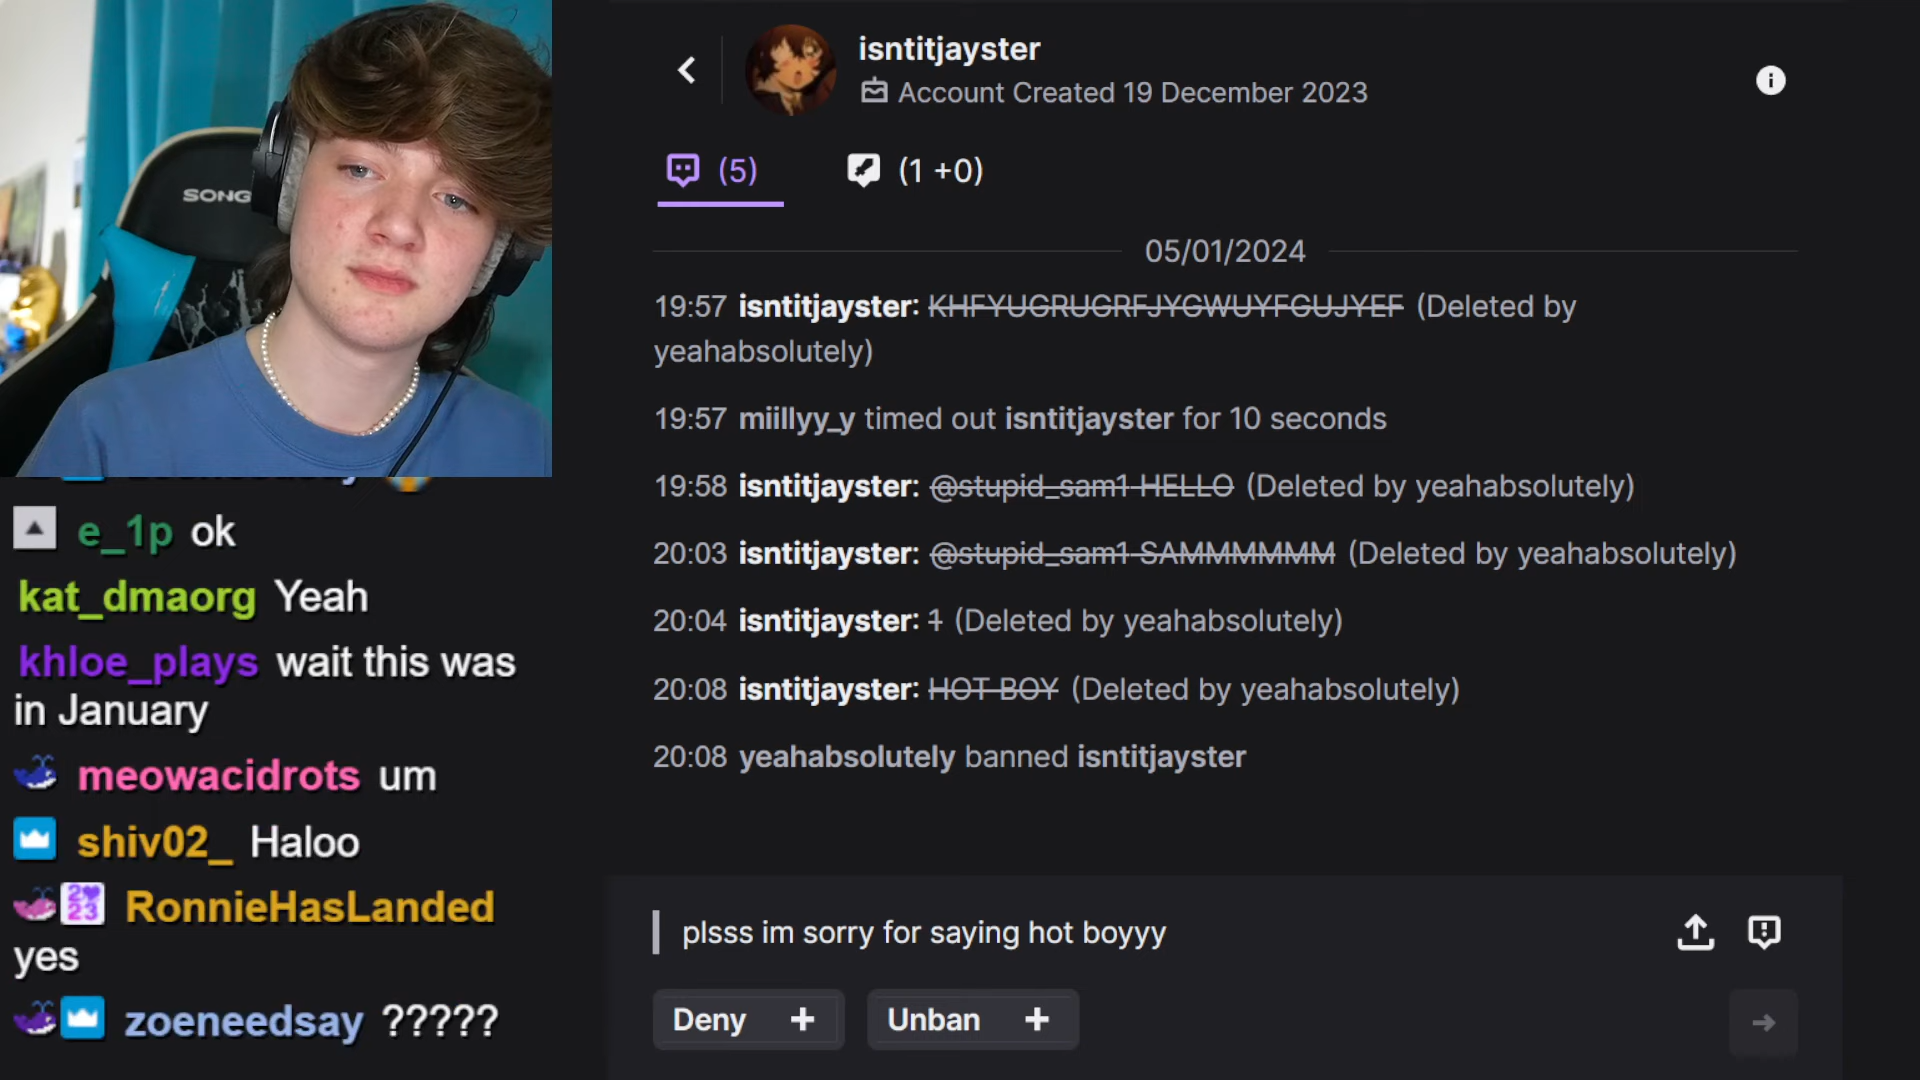 SONG
e_1p ok
kat_dmaorg Yeah
khloe_plays wait this was
in January
meowacidrots um
shiv02_ Haloo
2 23 RonnieHasLanded
yes
zoeneedsay ?????
isntitjayster
Account Created 19 December 2023
(5) (1 +0)
05/01/2024
19:57 isntitjayster: KHFYUGRUGRFJYGWUYFGUJYEF (Deleted by
yeahabsolutely)
19:57 miillyy_y timed out isntitjayster for 10 seconds
19:58 isntitjayster: @stupid_sam1 HELLO (Deleted by yeahabsolutely)
20:03 isntitjayster: @stupid_sam1 SAMMMMMM (Deleted by yeahabsolutely)
20:04 isntitjayster: 1 (Deleted by yeahabsolutely)
20:08 isntitjayster: HOT BOY (Deleted by yeahabsolutely)
20:08 yeahabsolutely banned isntitjayster
plsss im sorry for saying hot boyyy
Deny + Unban +